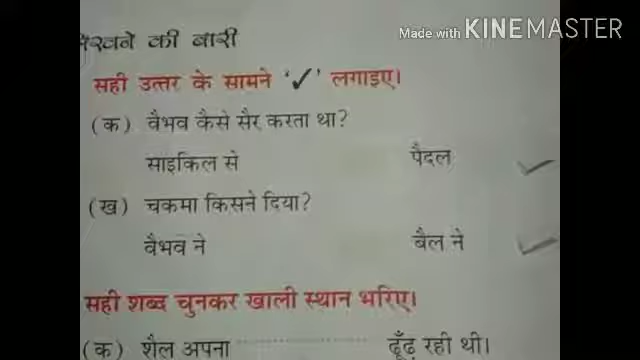 की बारी
Made with KINEMASTER
सही उत्तर के सामने ‘✓’ लगाइए।
(क) वैभव कैसे सैर करता था?
साइकिल से पैदल ✓
(ख) चकमा किसने दिया?
वैभव ने बैल ने ✓
सही शब्द चुनकर खाली स्थान भरिए।
(क) शैल अपना ................ ढूँढ़ रही थी।